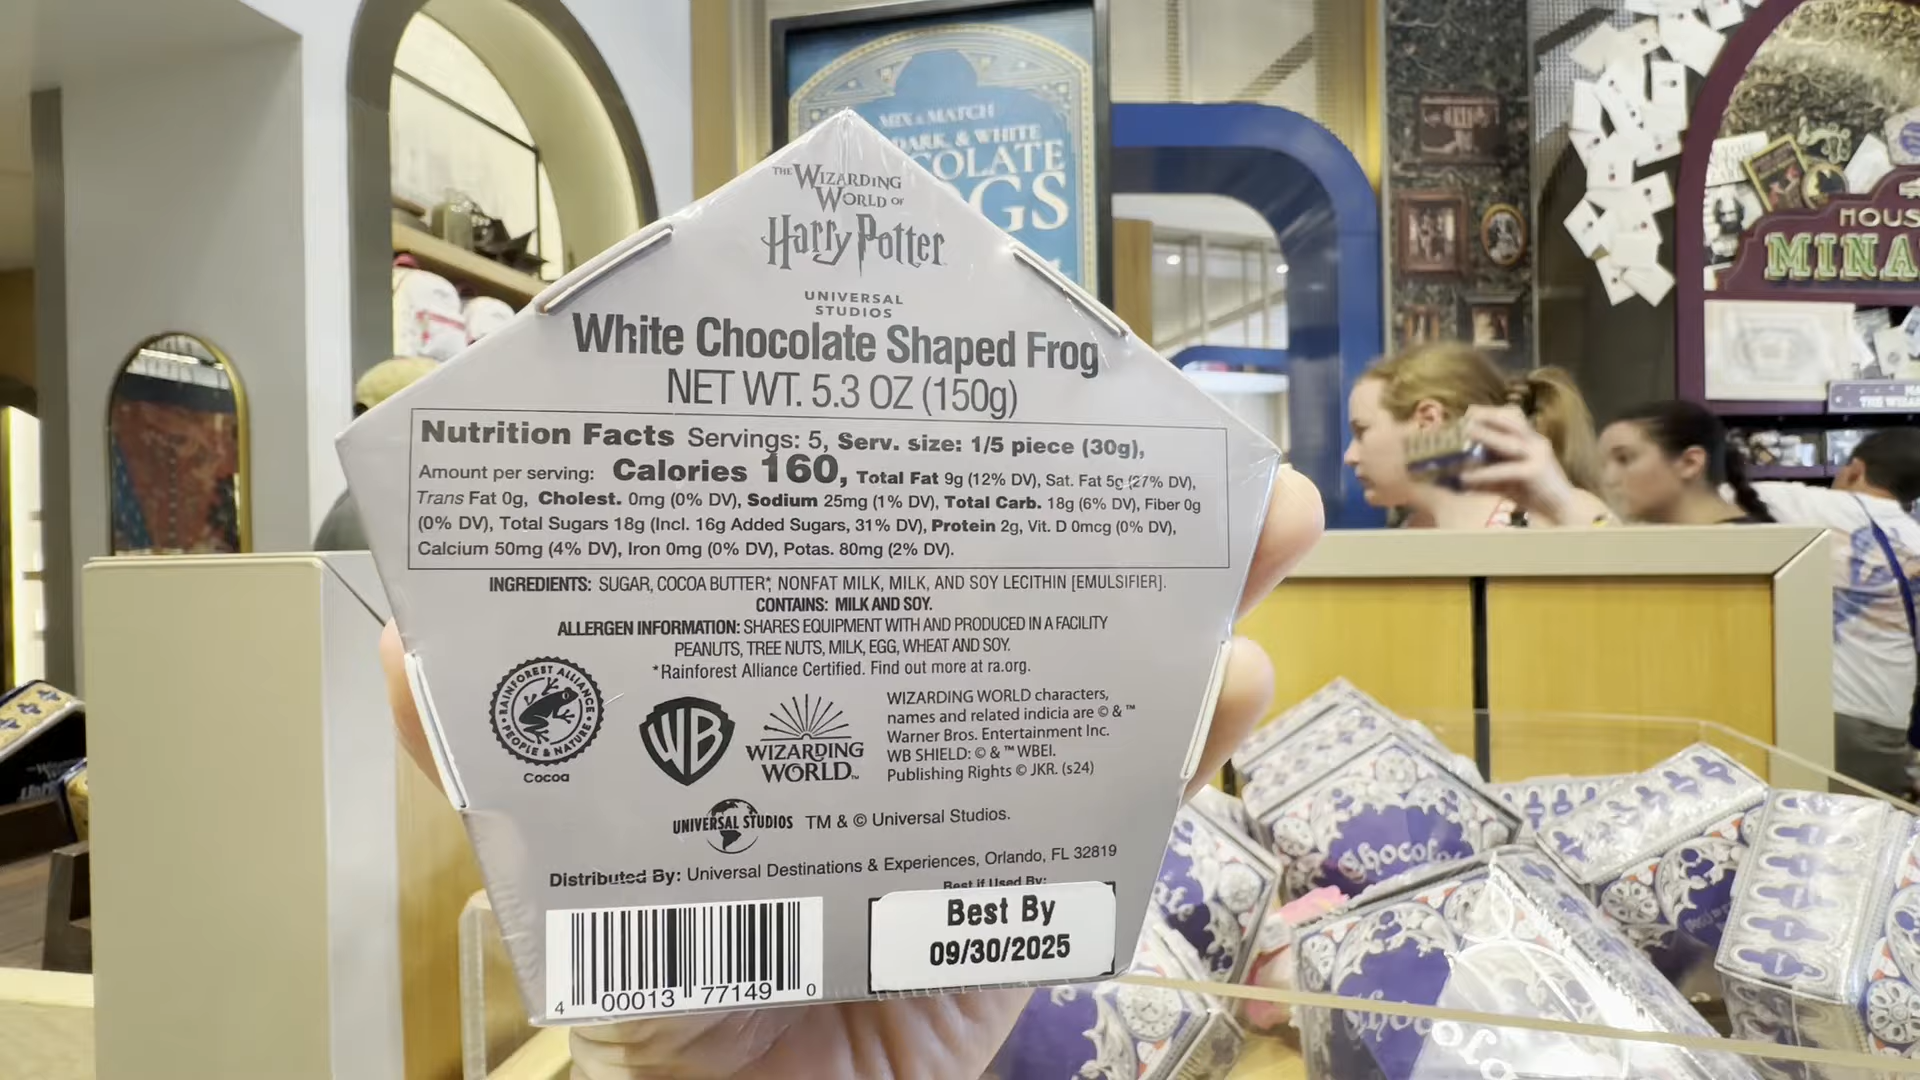 MIX & MATCH
DARK, & WHITE
COLATE
GS
THE WIZARDING
WORLD OF
Harry Potter
UNIVERSAL
STUDIOS
White Chocolate Shaped Frog
NET WT. 5.3 OZ (150g)
Nutrition Facts Servings: 5, Serv. size: 1/5 piece (30g),
Amount per serving: Calories 160, Total Fat 9g (12% DV), Sat. Fat 5g (27% DV),
Trans Fat 0g, Cholest. 0mg (0% DV), Sodium 25mg (1% DV), Total Carb. 18g (6% DV), Fiber 0g
(0% DV), Total Sugars 18g (Incl. 16g Added Sugars, 31% DV), Protein 2g, Vit. D 0mcg (0% DV),
Calcium 50mg (4% DV), Iron 0mg (0% DV), Potas. 80mg (2% DV).
INGREDIENTS: SUGAR, COCOA BUTTER*, NONFAT MILK, MILK, AND SOY LECITHIN [EMULSIFIER].
CONTAINS: MILK AND SOY.
ALLERGEN INFORMATION: SHARES EQUIPMENT WITH AND PRODUCED IN A FACILITY
PEANUTS, TREE NUTS, MILK, EGG, WHEAT AND SOY.
*Rainforest Alliance Certified. Find out more at ra.org.
RAINFOREST ALLIANCE
PEOPLE & NATURE
Cocoa
WB
WIZARDING
WORLD™
WIZARDING WORLD characters,
names and related indicia are © & ™
Warner Bros. Entertainment Inc.
WB SHIELD: © & ™ WBEI.
Publishing Rights © JKR. (s24)
UNIVERSAL STUDIOS TM & © Universal Studios.
Distributed By: Universal Destinations & Experiences, Orlando, FL 32819
Best if Used By:
Best By
09/30/2025
4 00013 77149 0
HOUS
MINA
Chocola
Choc